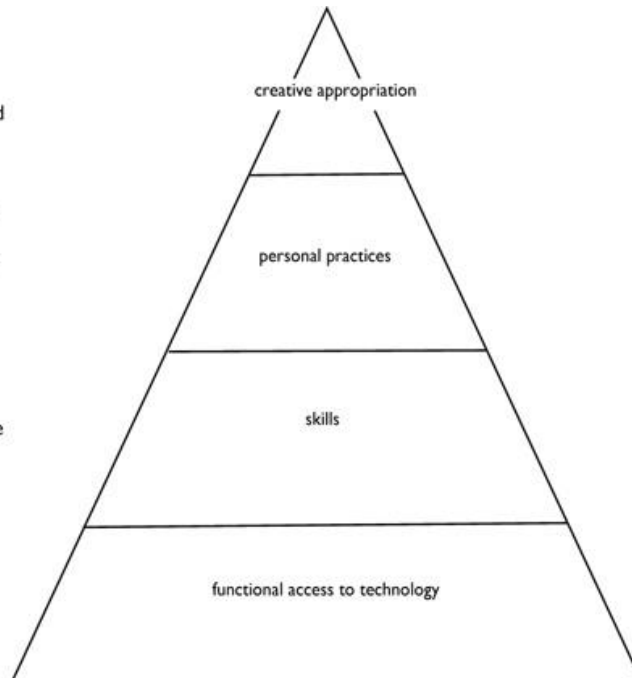 creative appropriation
personal practices
skills
functional access to technology